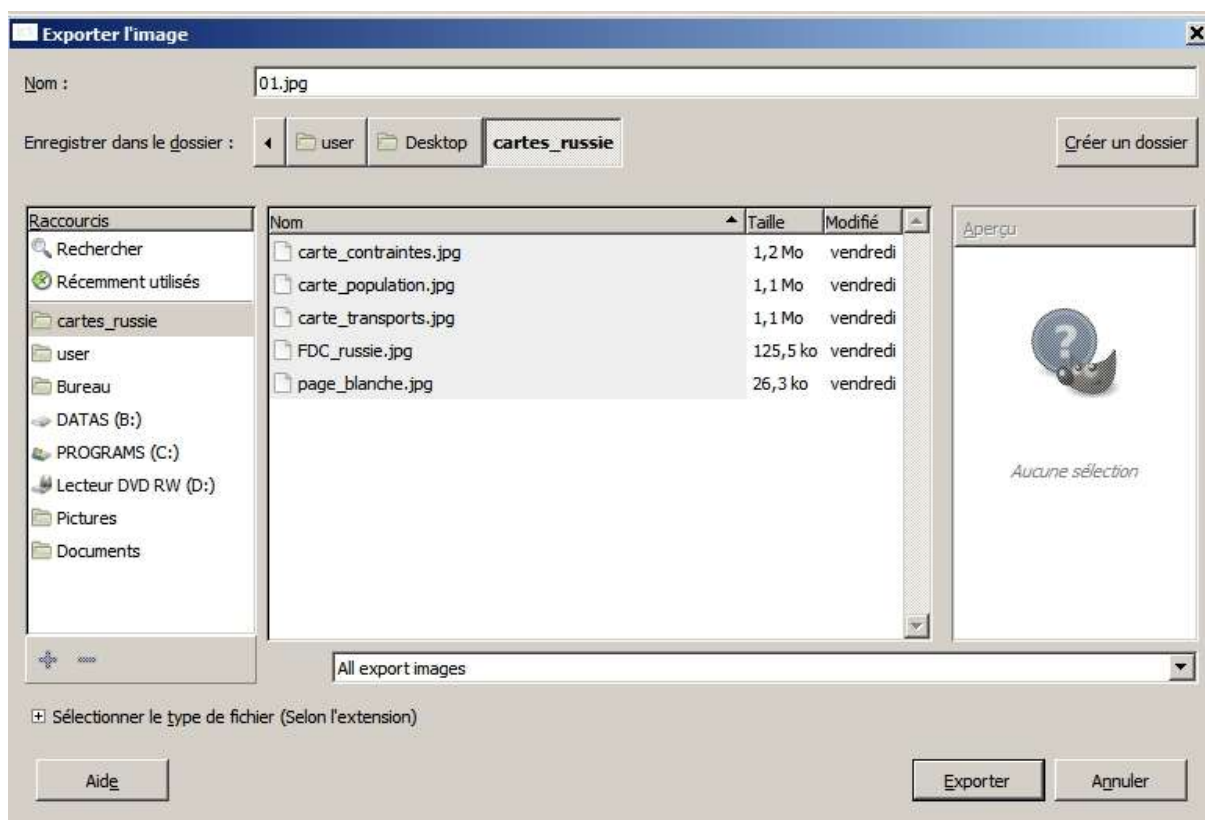 Exporter l'image
Nom :
01.jpg
Enregistrer dans le dossier :
user
Desktop
cartes_russie
Créer un dossier
Raccourcis
Rechercher
Récemment utilisés
cartes_russie
user
Bureau
DATAS (B:)
PROGRAMS (C:)
Lecteur DVD RW (D:)
Pictures
Documents
Nom Taille Modifié
carte_contraintes.jpg 1,2 Mo vendredi
carte_population.jpg 1,1 Mo vendredi
carte_transports.jpg 1,1 Mo vendredi
FDC_russie.jpg 125,5 ko vendredi
page_blanche.jpg 26,3 ko vendredi
Aperçu
Aucune sélection
All export images
Sélectionner le type de fichier (Selon l'extension)
Aide
Exporter
Annuler